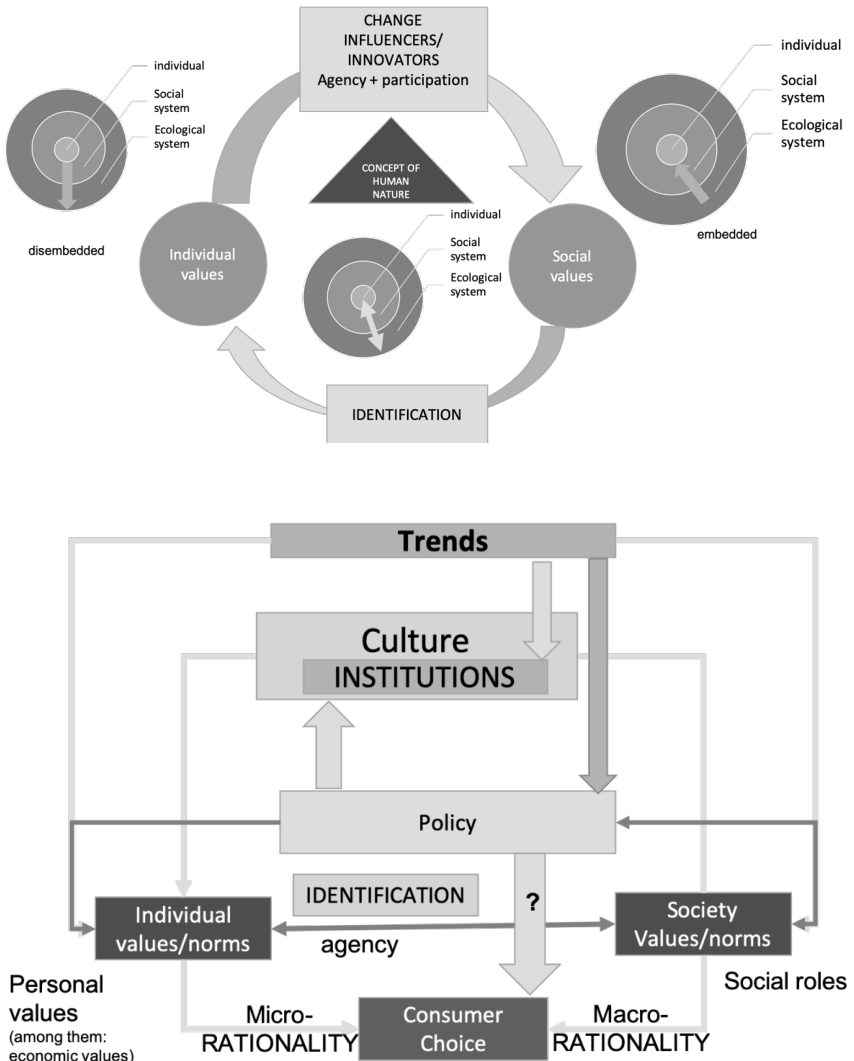 CHANGE
INFLUENCERS/
INNOVATORS
Agency + participation
individual
Social
system
Ecological
system
disembedded
individual
Social
system
Ecological
system
embedded
CONCEPT OF
HUMAN
NATURE
individual
Social
system
Ecological
system
Individual
values
Social
values
IDENTIFICATION
Trends
Culture
INSTITUTIONS
Policy
IDENTIFICATION
?
Individual
values/norms
agency
Society
Values/norms
Personal
values
(among them:
economic values)
Social roles
Micro-
RATIONALITY
Consumer
Choice
Macro-
RATIONALITY